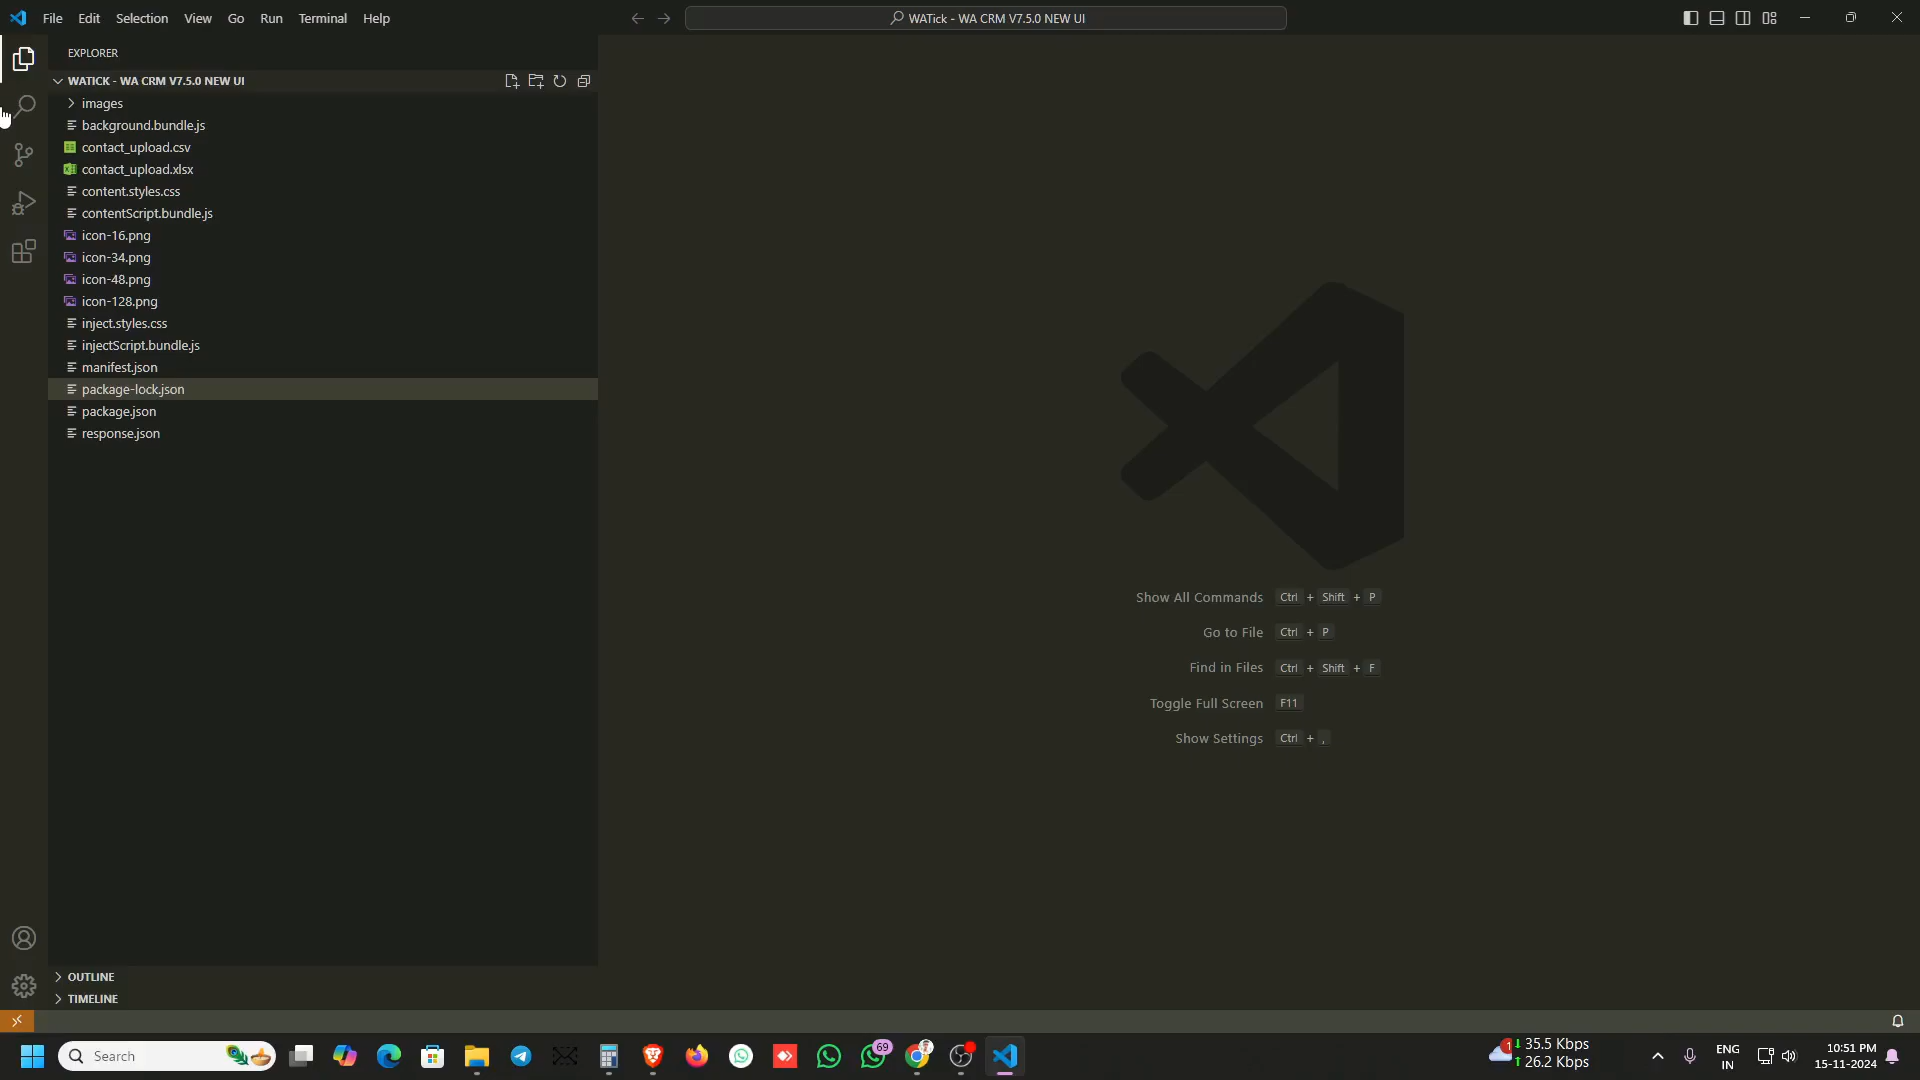 File Edit Selection View Go Run Terminal Help
WATick - WA CRM V7.5.0 NEW UI
EXPLORER
WATICK - WA CRM V7.5.0 NEW UI
images
background.bundle.js
contact_upload.csv
contact_upload.xlsx
content.styles.css
contentScript.bundle.js
icon-16.png
icon-34.png
icon-48.png
icon-128.png
inject.styles.css
injectScript.bundle.js
manifest.json
package-lock.json
package.json
response.json
Show All Commands Ctrl + Shift + P
Go to File Ctrl + P
Find in Files Ctrl + Shift + F
Toggle Full Screen F11
Show Settings Ctrl + ,
OUTLINE
TIMELINE
Search
69
1
35.5 Kbps
26.2 Kbps
ENG
IN
10:51 PM
15-11-2024